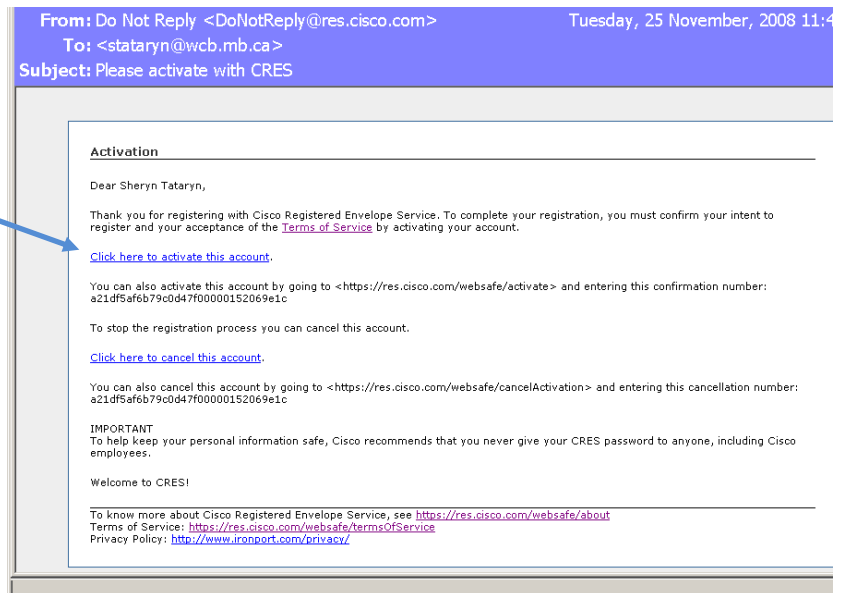 From: Do Not Reply <DoNotReply@res.cisco.com> Tuesday, 25 November, 2008 11:4
To: <stataryn@wcb.mb.ca>
Subject: Please activate with CRES
Activation
Dear Sheryn Tataryn,
Thank you for registering with Cisco Registered Envelope Service. To complete your registration, you must confirm your intent to
register and your acceptance of the Terms of Service by activating your account.
Click here to activate this account.
You can also activate this account by going to <https://res.cisco.com/websafe/activate> and entering this confirmation number:
a21df5af6b79c0d47f00000152069e1c
To stop the registration process you can cancel this account.
Click here to cancel this account.
You can also cancel this account by going to <https://res.cisco.com/websafe/cancelActivation> and entering this cancellation number:
a21df5af6b79c0d47f00000152069e1c
IMPORTANT
To help keep your personal information safe, Cisco recommends that you never give your CRES password to anyone, including Cisco
employees.
Welcome to CRES!
To know more about Cisco Registered Envelope Service, see https://res.cisco.com/websafe/about
Terms of Service: https://res.cisco.com/websafe/termsOfService
Privacy Policy: http://www.ironport.com/privacy/